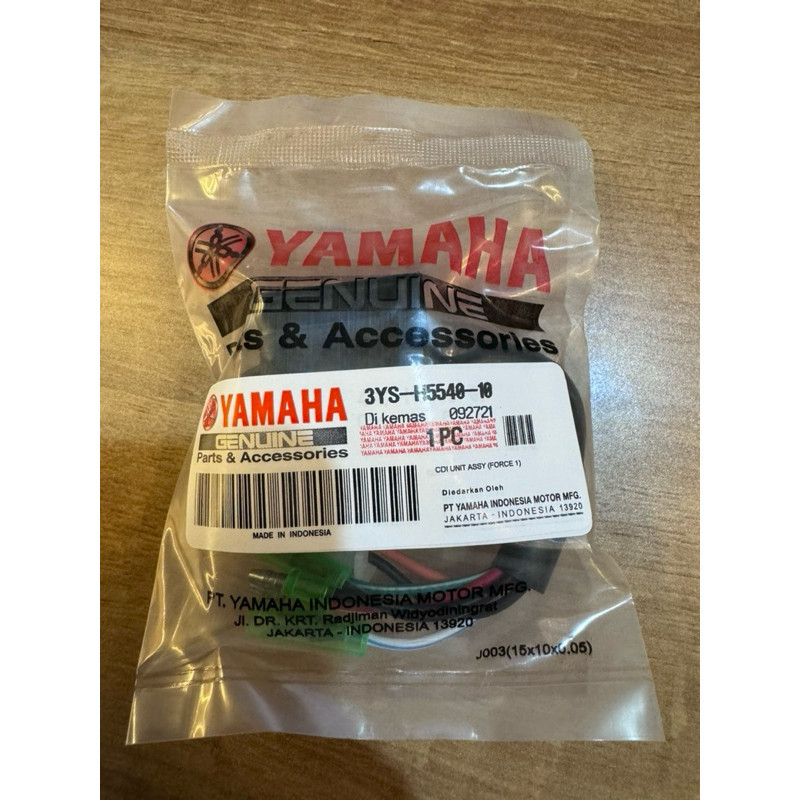 YAMAHA
GENUINE
& Accessories
YAMAHA
GENUINE
Parts & Accessories
3YS-H5540-10
Di kemas 092721
1 PC
CDI UNIT ASSY (FORCE 1)
Diedarkan Oleh
PT YAMAHA INDONESIA MOTOR MFG.
JAKARTA - INDONESIA 13920
MADE IN INDONESIA
PT. YAMAHA INDONESIA MOTOR MFG.
Jl. DR. KRT. Radjiman Widyodiningrat
JAKARTA - INDONESIA 13920
J003(15x10x0.05)